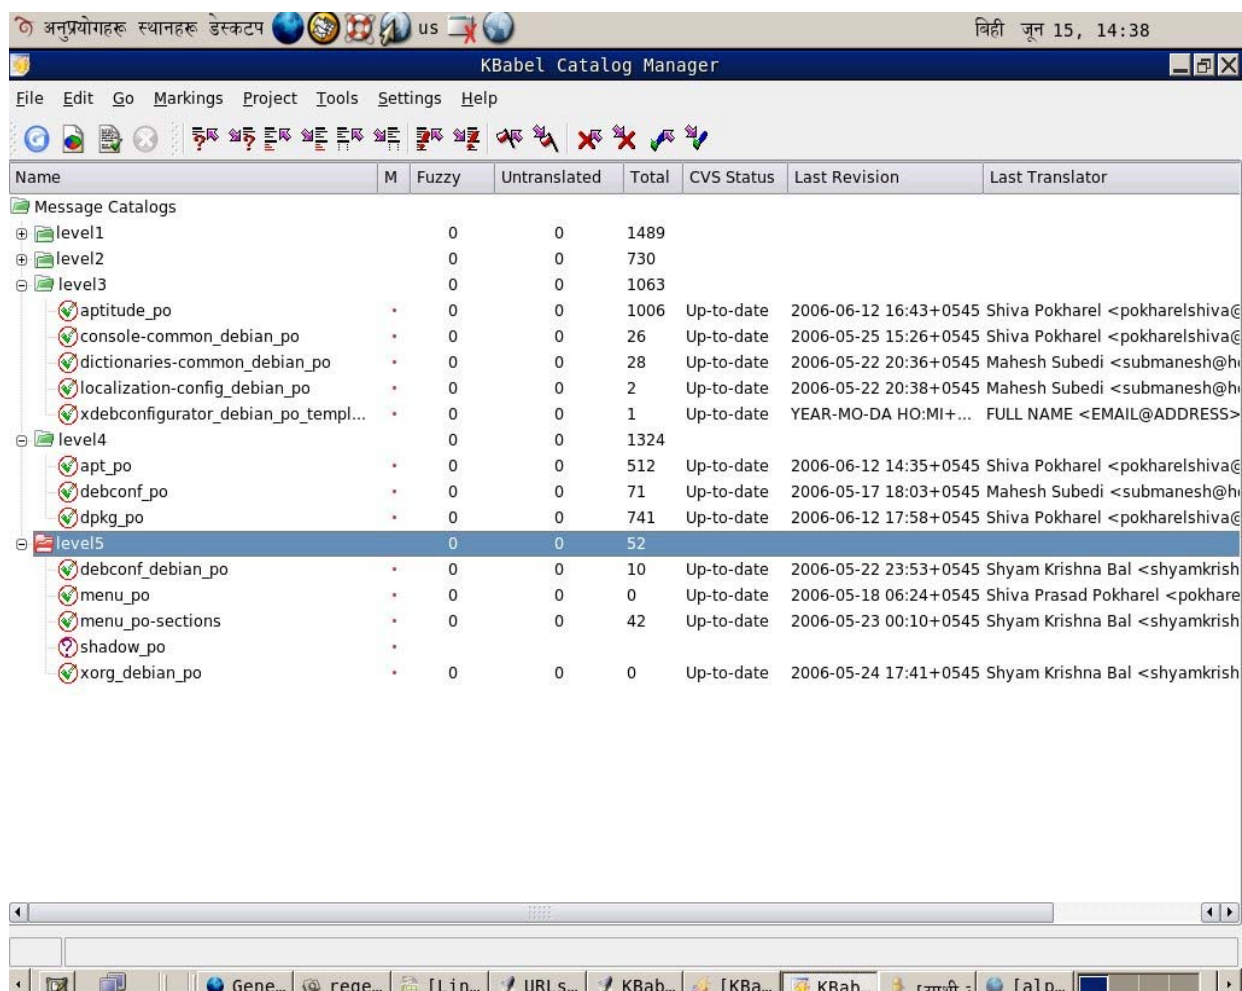 अनुप्रयोगहरू स्थानहरू डेस्कटप us बिही जून 15, 14:38
KBabel Catalog Manager
File Edit Go Markings Project Tools Settings Help
Name M Fuzzy Untranslated Total CVS Status Last Revision Last Translator
Message Catalogs
level1 0 0 1489
level2 0 0 730
level3 0 0 1063
aptitude_po 0 0 1006 Up-to-date 2006-06-12 16:43+0545 Shiva Pokharel <pokharelshiva@
console-common_debian_po 0 0 26 Up-to-date 2006-05-25 15:26+0545 Shiva Pokharel <pokharelshiva@
dictionaries-common_debian_po 0 0 28 Up-to-date 2006-05-22 20:36+0545 Mahesh Subedi <submanesh@h
localization-config_debian_po 0 0 2 Up-to-date 2006-05-22 20:38+0545 Mahesh Subedi <submanesh@h
xdebconfigurator_debian_po_templ... 0 0 1 Up-to-date YEAR-MO-DA HO:MI+... FULL NAME <EMAIL@ADDRESS>
level4 0 0 1324
apt_po 0 0 512 Up-to-date 2006-06-12 14:35+0545 Shiva Pokharel <pokharelshiva@
debconf_po 0 0 71 Up-to-date 2006-05-17 18:03+0545 Mahesh Subedi <submanesh@h
dpkg_po 0 0 741 Up-to-date 2006-06-12 17:58+0545 Shiva Pokharel <pokharelshiva@
level5 0 0 52
debconf_debian_po 0 0 10 Up-to-date 2006-05-22 23:53+0545 Shyam Krishna Bal <shyamkrish
menu_po 0 0 0 Up-to-date 2006-05-18 06:24+0545 Shiva Prasad Pokharel <pokhare
menu_po-sections 0 0 42 Up-to-date 2006-05-23 00:10+0545 Shyam Krishna Bal <shyamkrish
shadow_po
xorg_debian_po 0 0 0 Up-to-date 2006-05-24 17:41+0545 Shyam Krishna Bal <shyamkrish
Gene... rege... [Lin... URLs... KBab... [KBa... KBab... [alp...